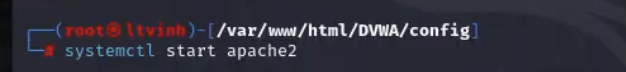 ┌──(root㉿ltvinh)-[/var/www/html/DVWA/config]
└─# systemctl start apache2